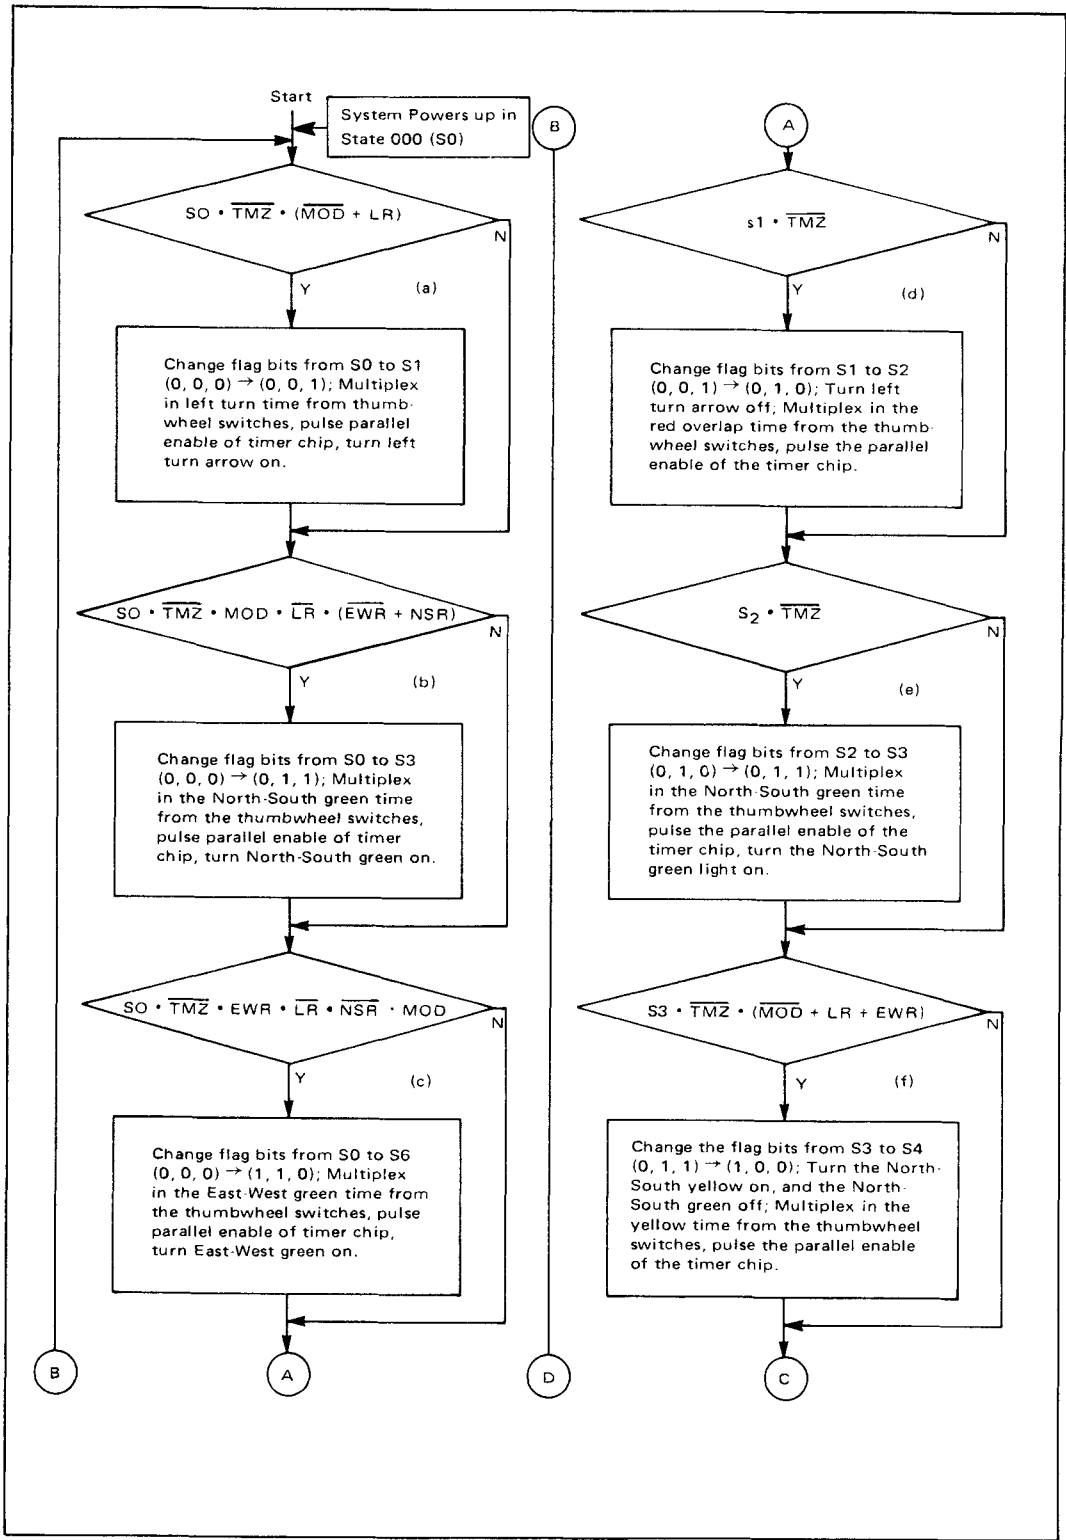 Start
System Powers up in
State 000 (S0)
SO • T̅M̅Z̅ • (M̅O̅D̅ + LR)
N
Y
(a)
Change flag bits from S0 to S1
(0, 0, 0) → (0, 0, 1); Multiplex
in left turn time from thumb-
wheel switches, pulse parallel
enable of timer chip, turn left
turn arrow on.
SO • T̅M̅Z̅ • MOD • L̅R̅ • (E̅W̅R̅ + NSR)
N
Y
(b)
Change flag bits from S0 to S3
(0, 0, 0) → (0, 1, 1); Multiplex
in the North-South green time
from the thumbwheel switches,
pulse parallel enable of timer
chip, turn North-South green on.
SO • T̅M̅Z̅ • EWR • L̅R̅ • N̅S̅R̅ · MOD
N
Y
(c)
Change flag bits from S0 to S6
(0, 0, 0) → (1, 1, 0); Multiplex
in the East-West green time from
the thumbwheel switches, pulse
parallel enable of timer chip,
turn East-West green on.
B
A
B
A
s1 • T̅M̅Z̅
N
Y
(d)
Change flag bits from S1 to S2
(0, 0, 1) → (0, 1, 0); Turn left
turn arrow off; Multiplex in the
red overlap time from the thumb-
wheel switches, pulse the parallel
enable of the timer chip.
S₂ • T̅M̅Z̅
N
Y
(e)
Change flag bits from S2 to S3
(0, 1, 0) → (0, 1, 1); Multiplex
in the North-South green time
from the thumbwheel switches,
pulse the parallel enable of the
timer chip, turn the North-South
green light on.
S3 • T̅M̅Z̅ • (M̅O̅D̅ + LR + EWR)
N
Y
(f)
Change the flag bits from S3 to S4
(0, 1, 1) → (1, 0, 0); Turn the North-
South yellow on, and the North-
South green off; Multiplex in the
yellow time from the thumbwheel
switches, pulse the parallel enable
of the timer chip.
D
C